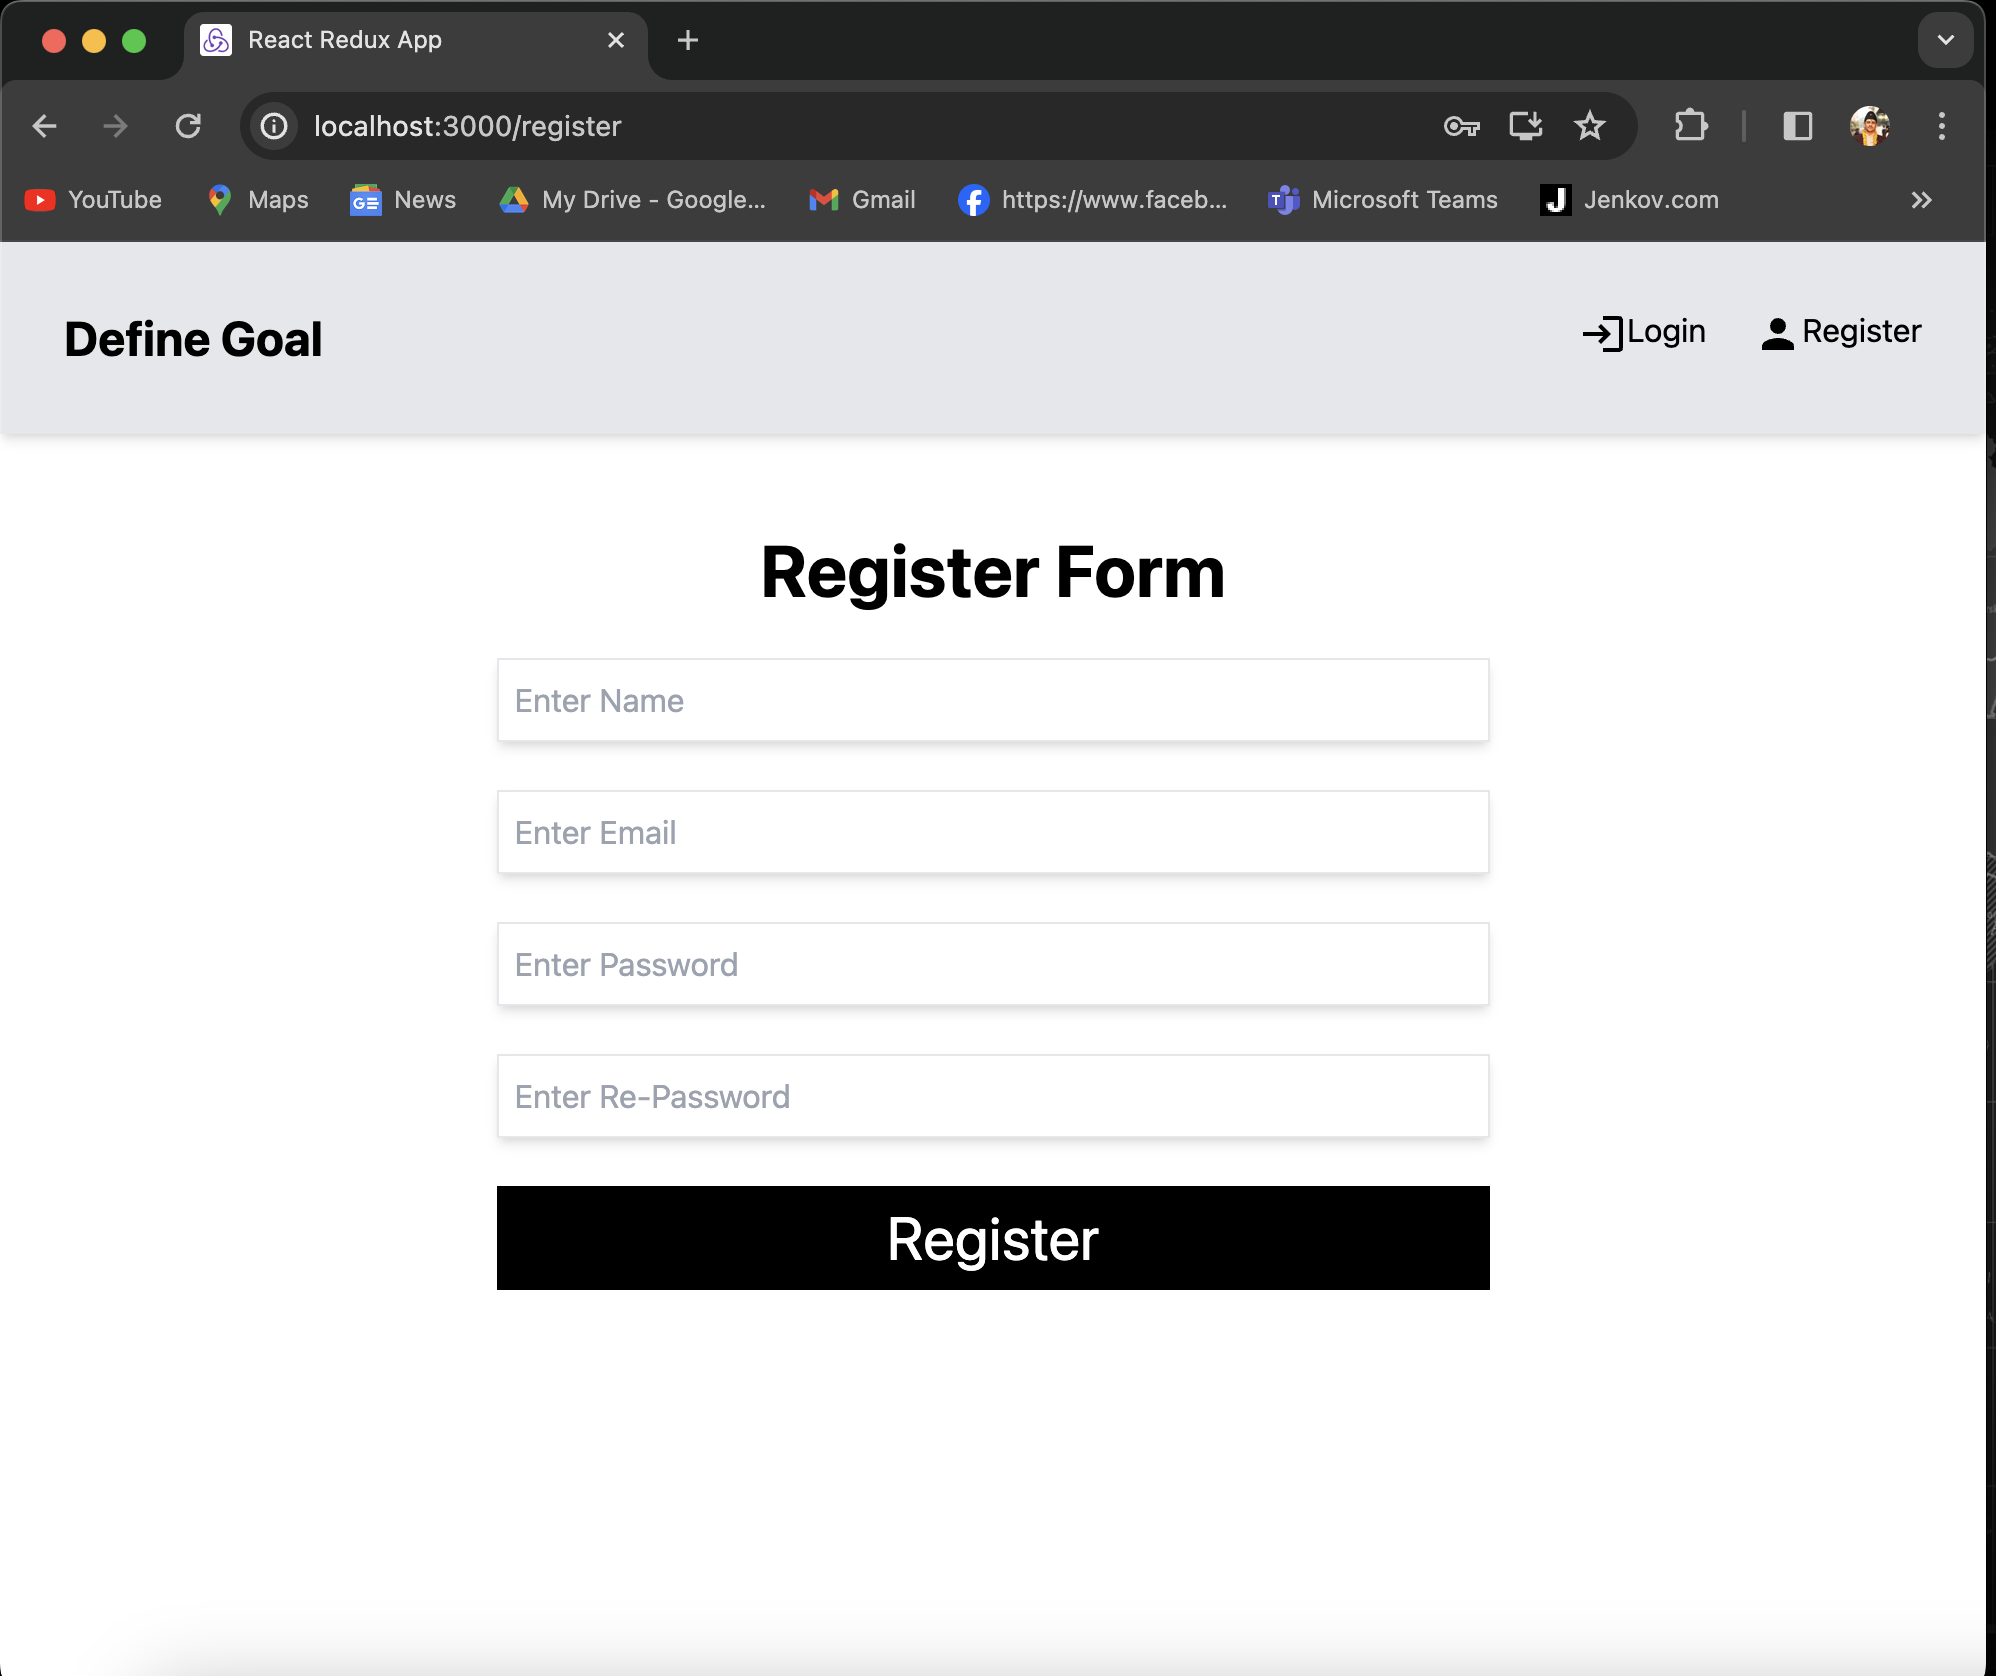 React Redux App
localhost:3000/register
YouTube Maps News My Drive - Google... Gmail https://www.faceb... Microsoft Teams Jenkov.com
Define Goal Login Register
Register Form
Enter Name
Enter Email
Enter Password
Enter Re-Password
Register